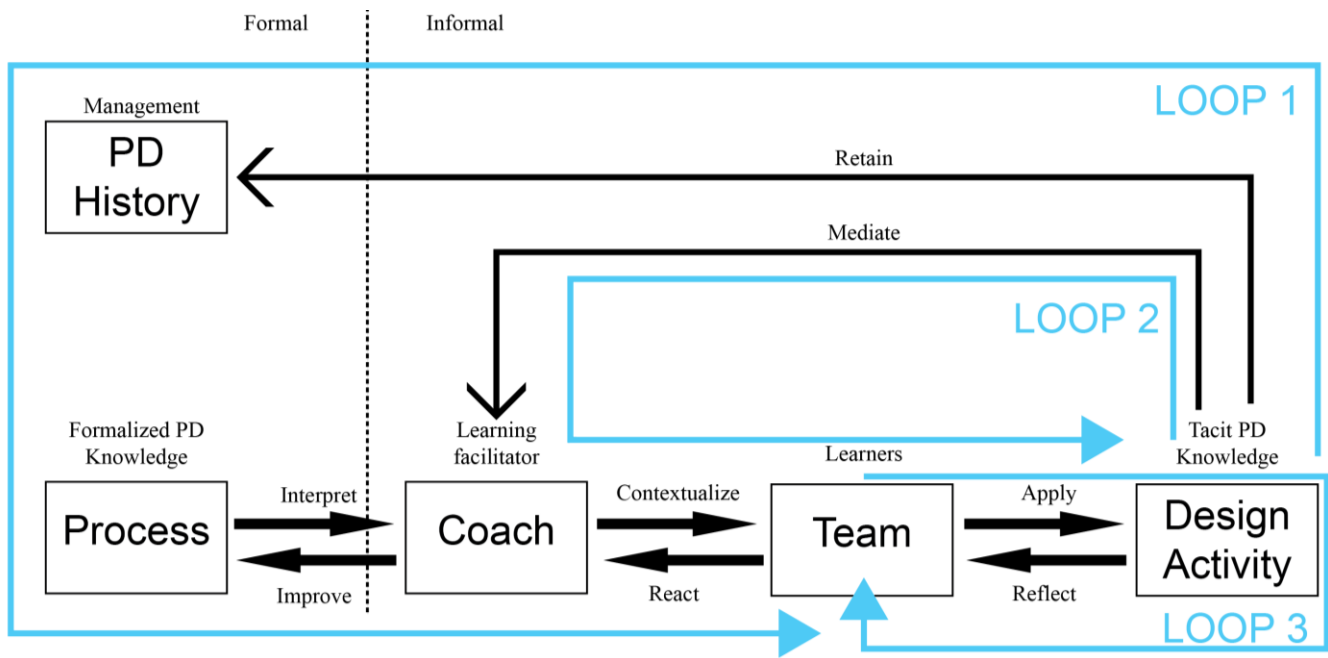 Formal
Informal
LOOP 1
Management
PD
History
Retain
Mediate
LOOP 2
Formalized PD
Knowledge
Learning
facilitator
Learners
Tacit PD
Knowledge
Process
Interpret
Improve
Coach
Contextualize
React
Team
Apply
Reflect
Design
Activity
LOOP 3